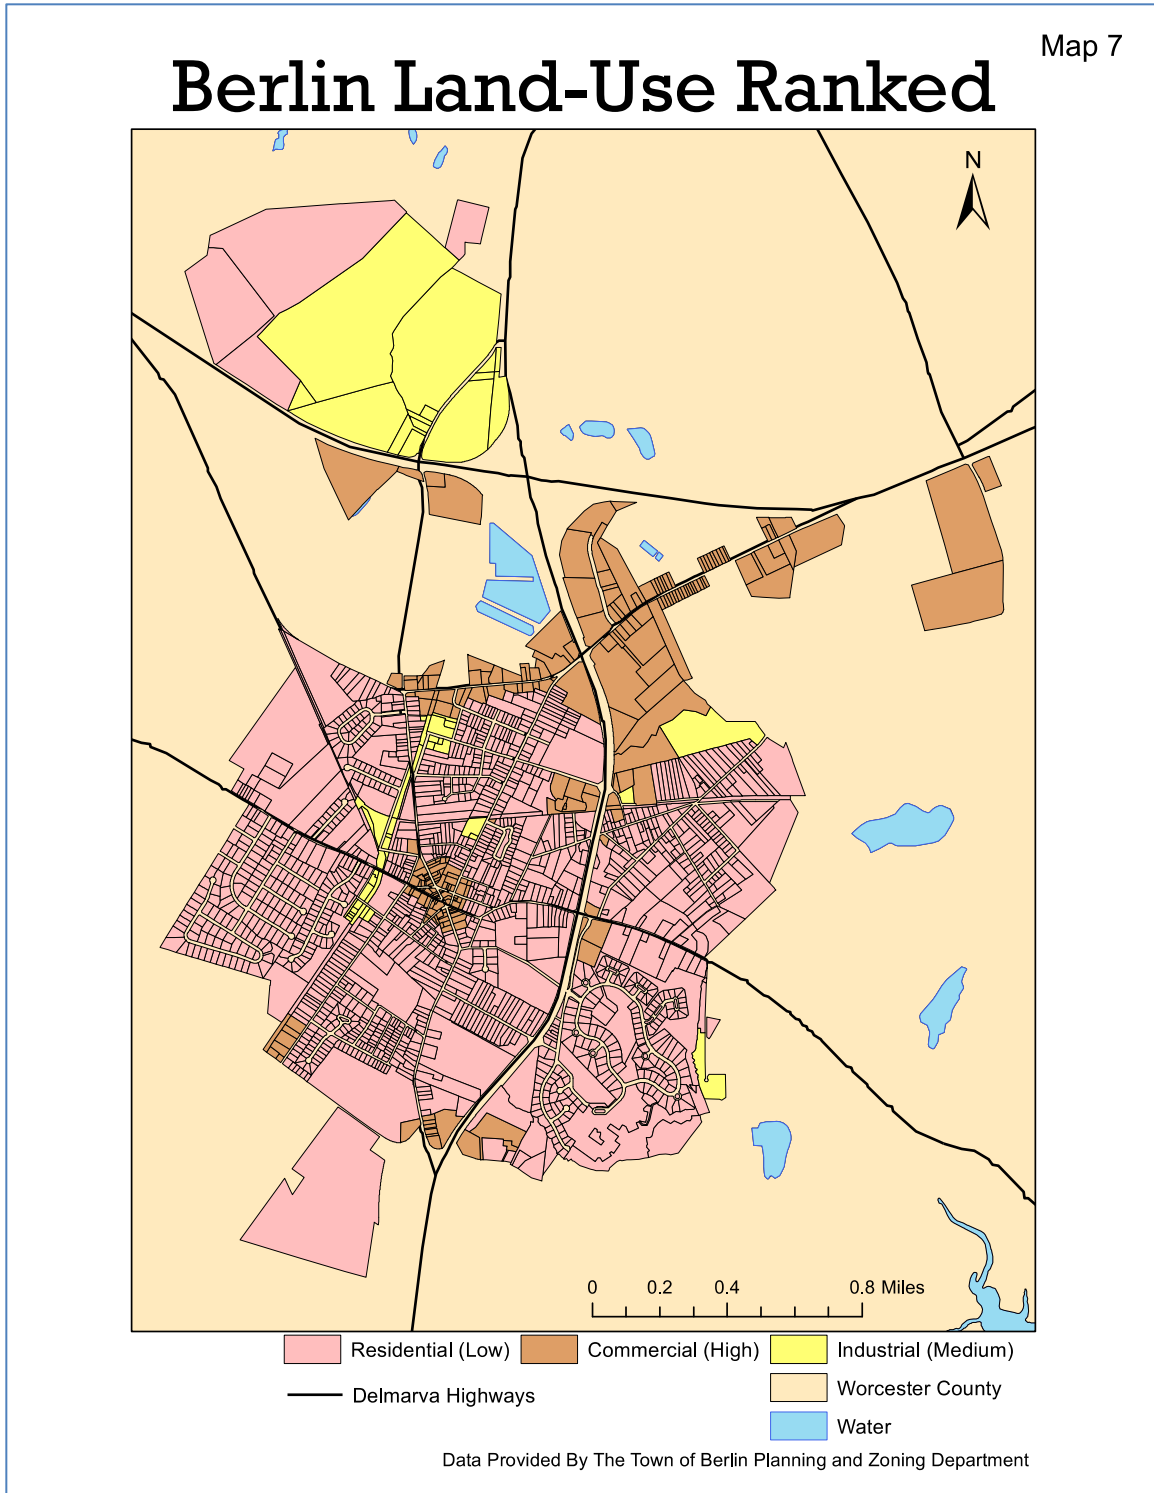 Map 7
Berlin Land-Use Ranked
N
0 0.2 0.4 0.8 Miles
Residential (Low) Commercial (High) Industrial (Medium)
Delmarva Highways Worcester County
Water
Data Provided By The Town of Berlin Planning and Zoning Department